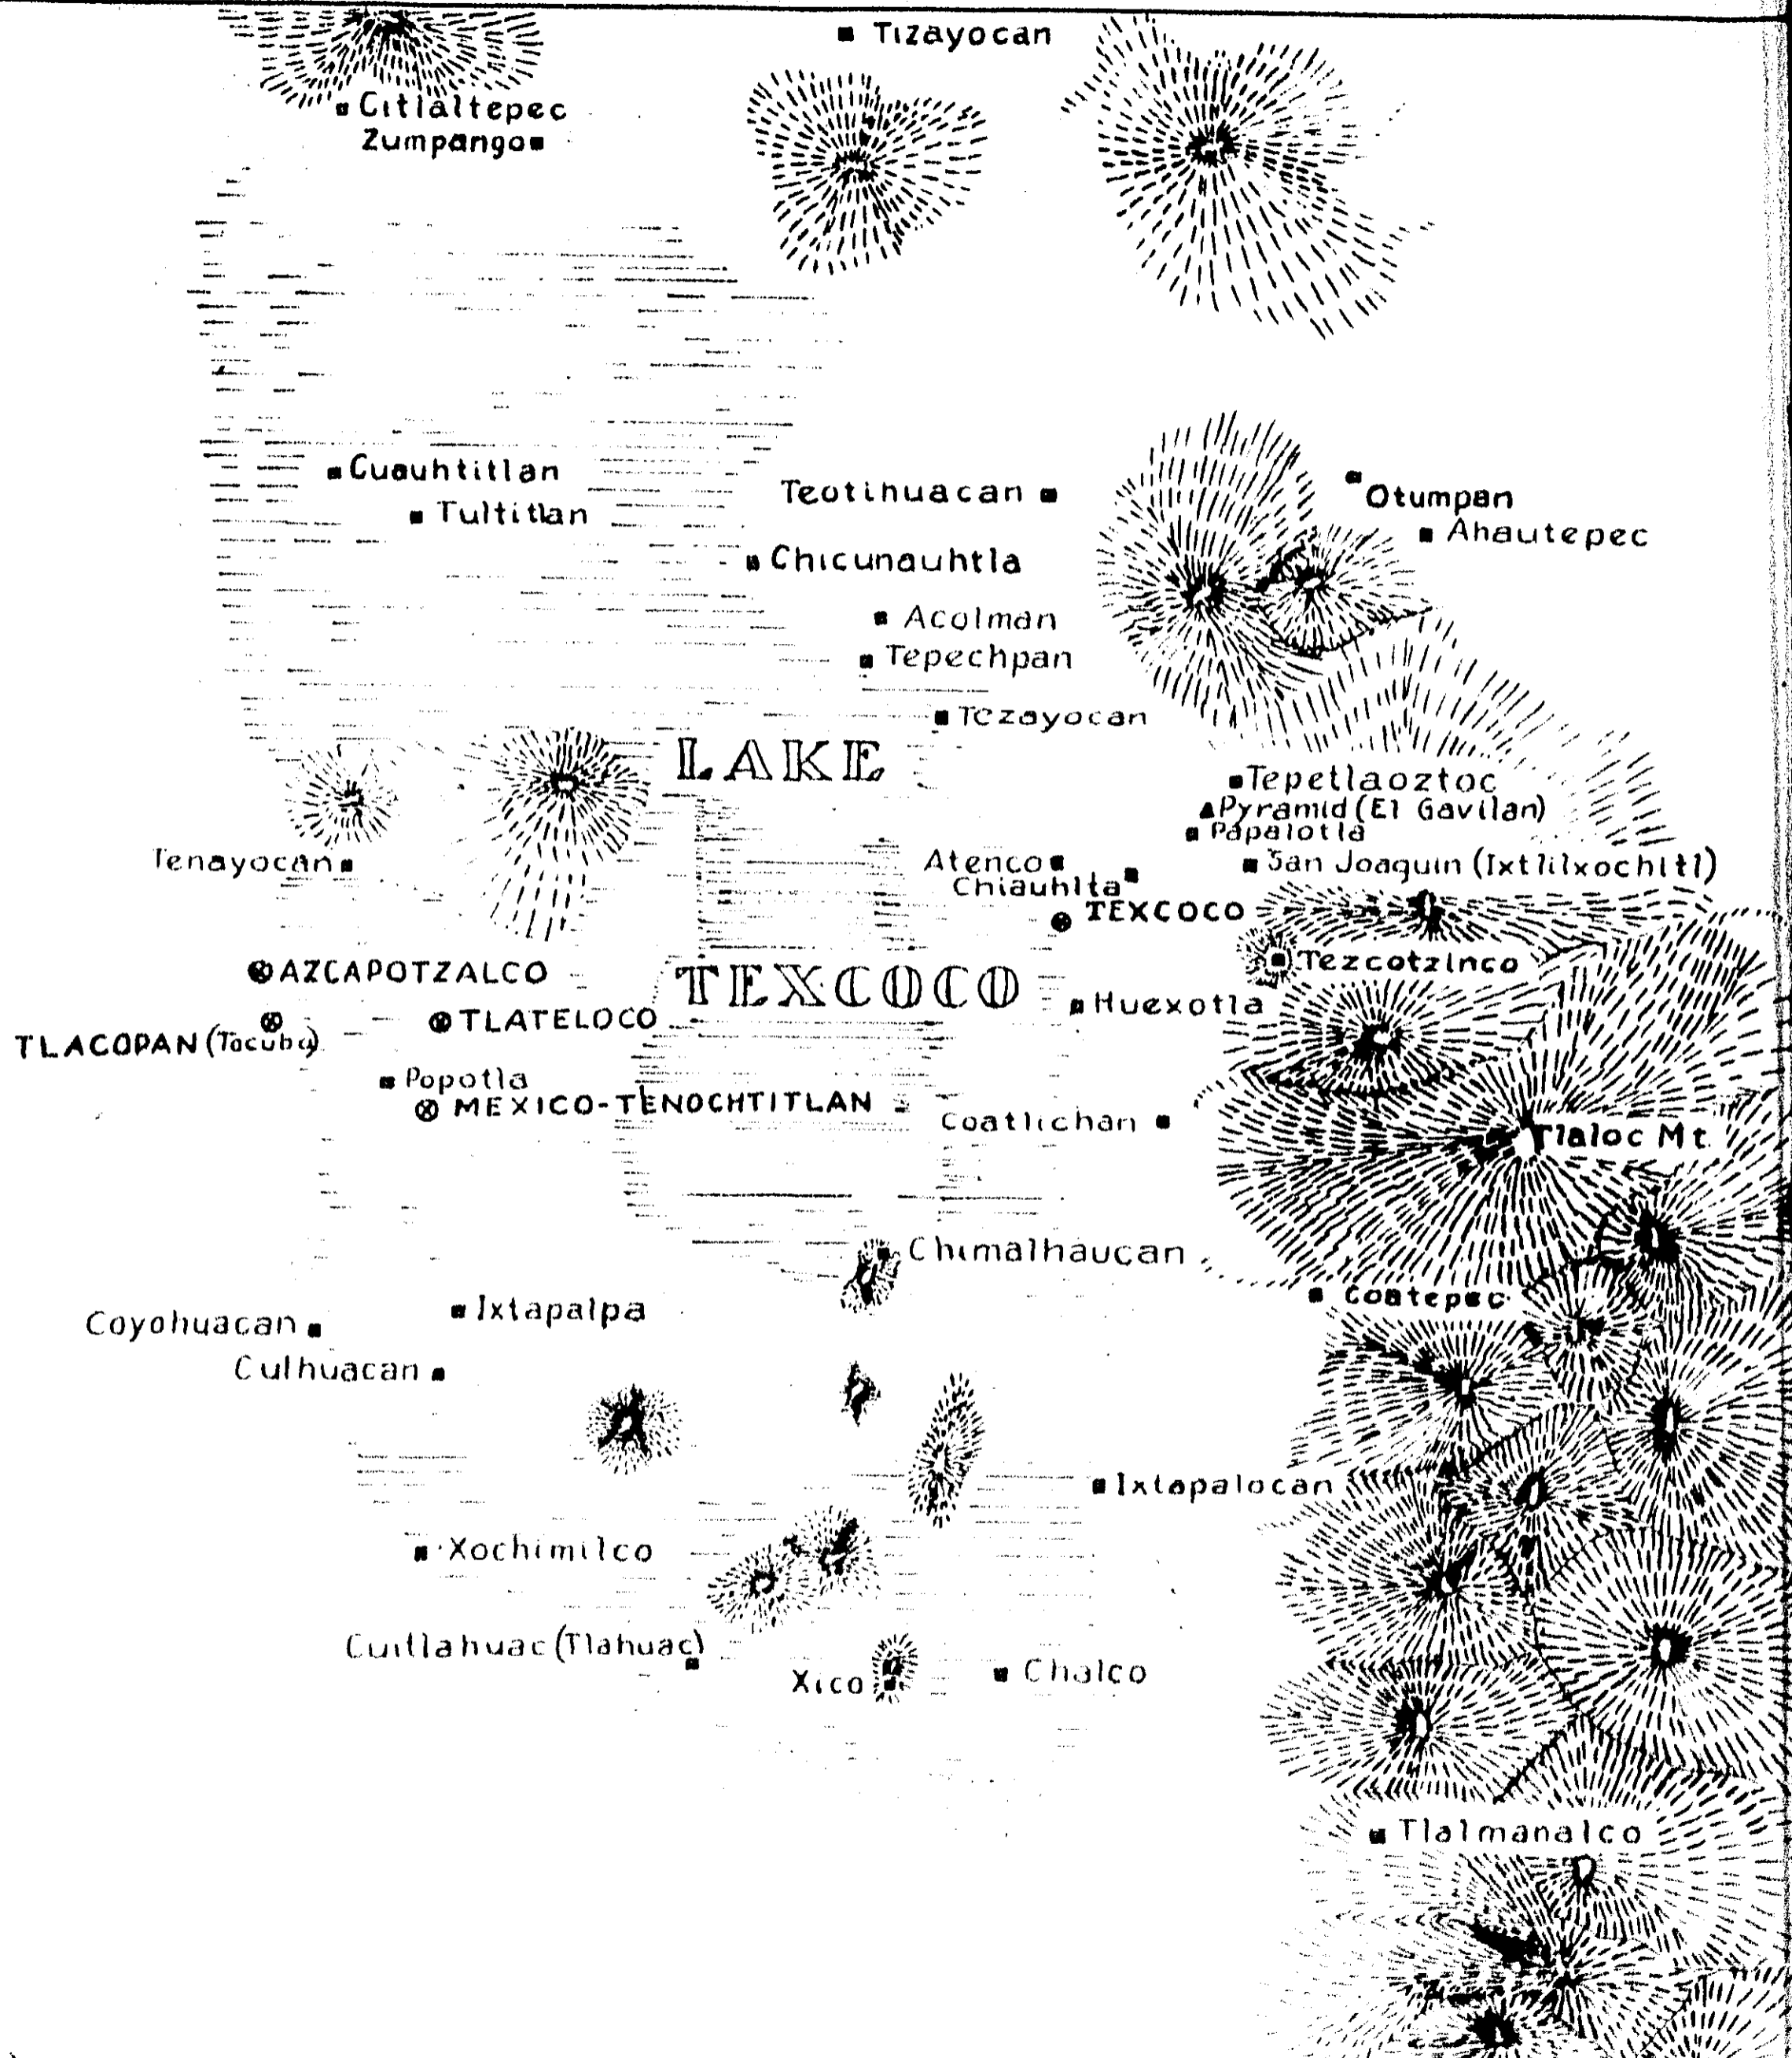 Tizayocan
Citlaltepec
Zumpango
Cuauhtitlan
Teotihuacan
Otumpan
Tultitlan
Ahautepec
Chicunauhtla
Acolman
Tepechpan
Tezayocan
LAKE
Tepetlaoztoc
Pyramid (El Gavilan)
Papalotla
Tenayocan
Atenco
San Joaquin (Ixtlilxochitl)
Chiauhlta
TEXCOCO
AZCAPOTZALCO
TEXCOCO
Tezcotzinco
Huexotla
TLATELOCO
TLACOPAN (Tacuba)
Popotla
MEXICO-TENOCHTITLAN
Coatlichan
Tlaloc Mt.
Chimalhaucan
Coatepec
Ixtapalpa
Coyohuacan
Culhuacan
Ixtapalocan
Xochimilco
Cuitlahuac (Tlahuac)
Xico
Chalco
Tlalmanalco